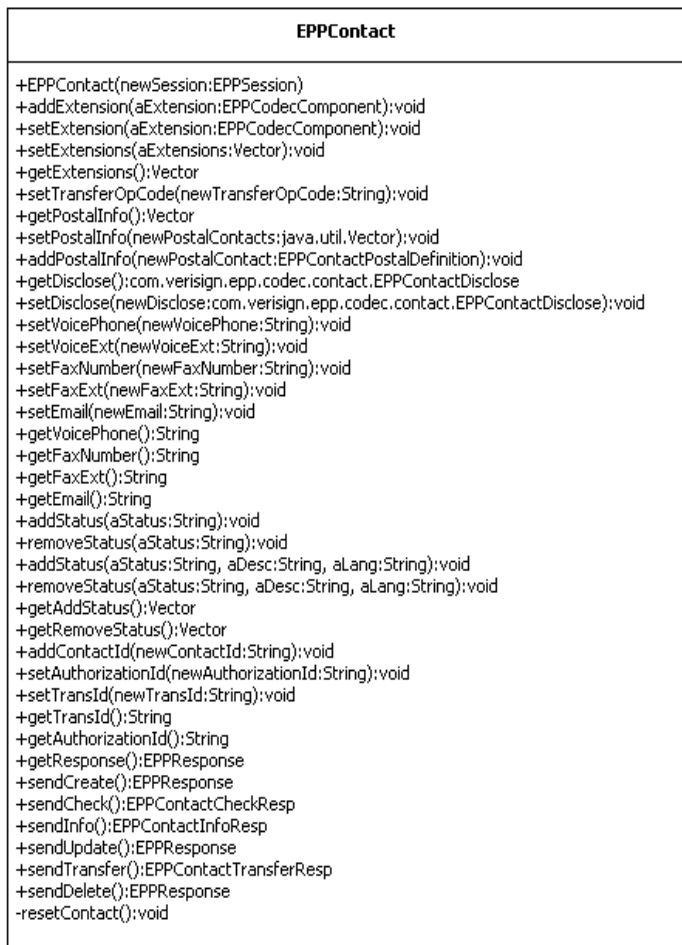 EPPContact
+EPPContact(newSession:EPPSession)
+addExtension(aExtension:EPPCodecComponent):void
+setExtension(aExtension:EPPCodecComponent):void
+setExtensions(aExtensions:Vector):void
+getExtensions():Vector
+setTransferOpCode(newTransferOpCode:String):void
+getPostalInfo():Vector
+setPostalInfo(newPostalContacts:java.util.Vector):void
+addPostalInfo(newPostalContact:EPPContactPostalDefinition):void
+getDisclose():com.verisign.epp.codec.contact.EPPContactDisclose
+setDisclose(newDisclose:com.verisign.epp.codec.contact.EPPContactDisclose):void
+setVoicePhone(newVoicePhone:String):void
+setVoiceExt(newVoiceExt:String):void
+setFaxNumber(newFaxNumber:String):void
+setFaxExt(newFaxExt:String):void
+setEmail(newEmail:String):void
+getVoicePhone():String
+getFaxNumber():String
+getFaxExt():String
+getEmail():String
+addStatus(aStatus:String):void
+removeStatus(aStatus:String):void
+addStatus(aStatus:String, aDesc:String, aLang:String):void
+removeStatus(aStatus:String, aDesc:String, aLang:String):void
+getAddStatus():Vector
+getRemoveStatus():Vector
+addContactId(newContactId:String):void
+setAuthorizationId(newAuthorizationId:String):void
+setTransId(newTransId:String):void
+getTransId():String
+getAuthorizationId():String
+getResponse():EPPResponse
+sendCreate():EPPResponse
+sendCheck():EPPContactCheckResp
+sendInfo():EPPContactInfoResp
+sendUpdate():EPPResponse
+sendTransfer():EPPContactTransferResp
+sendDelete():EPPResponse
-resetContact():void